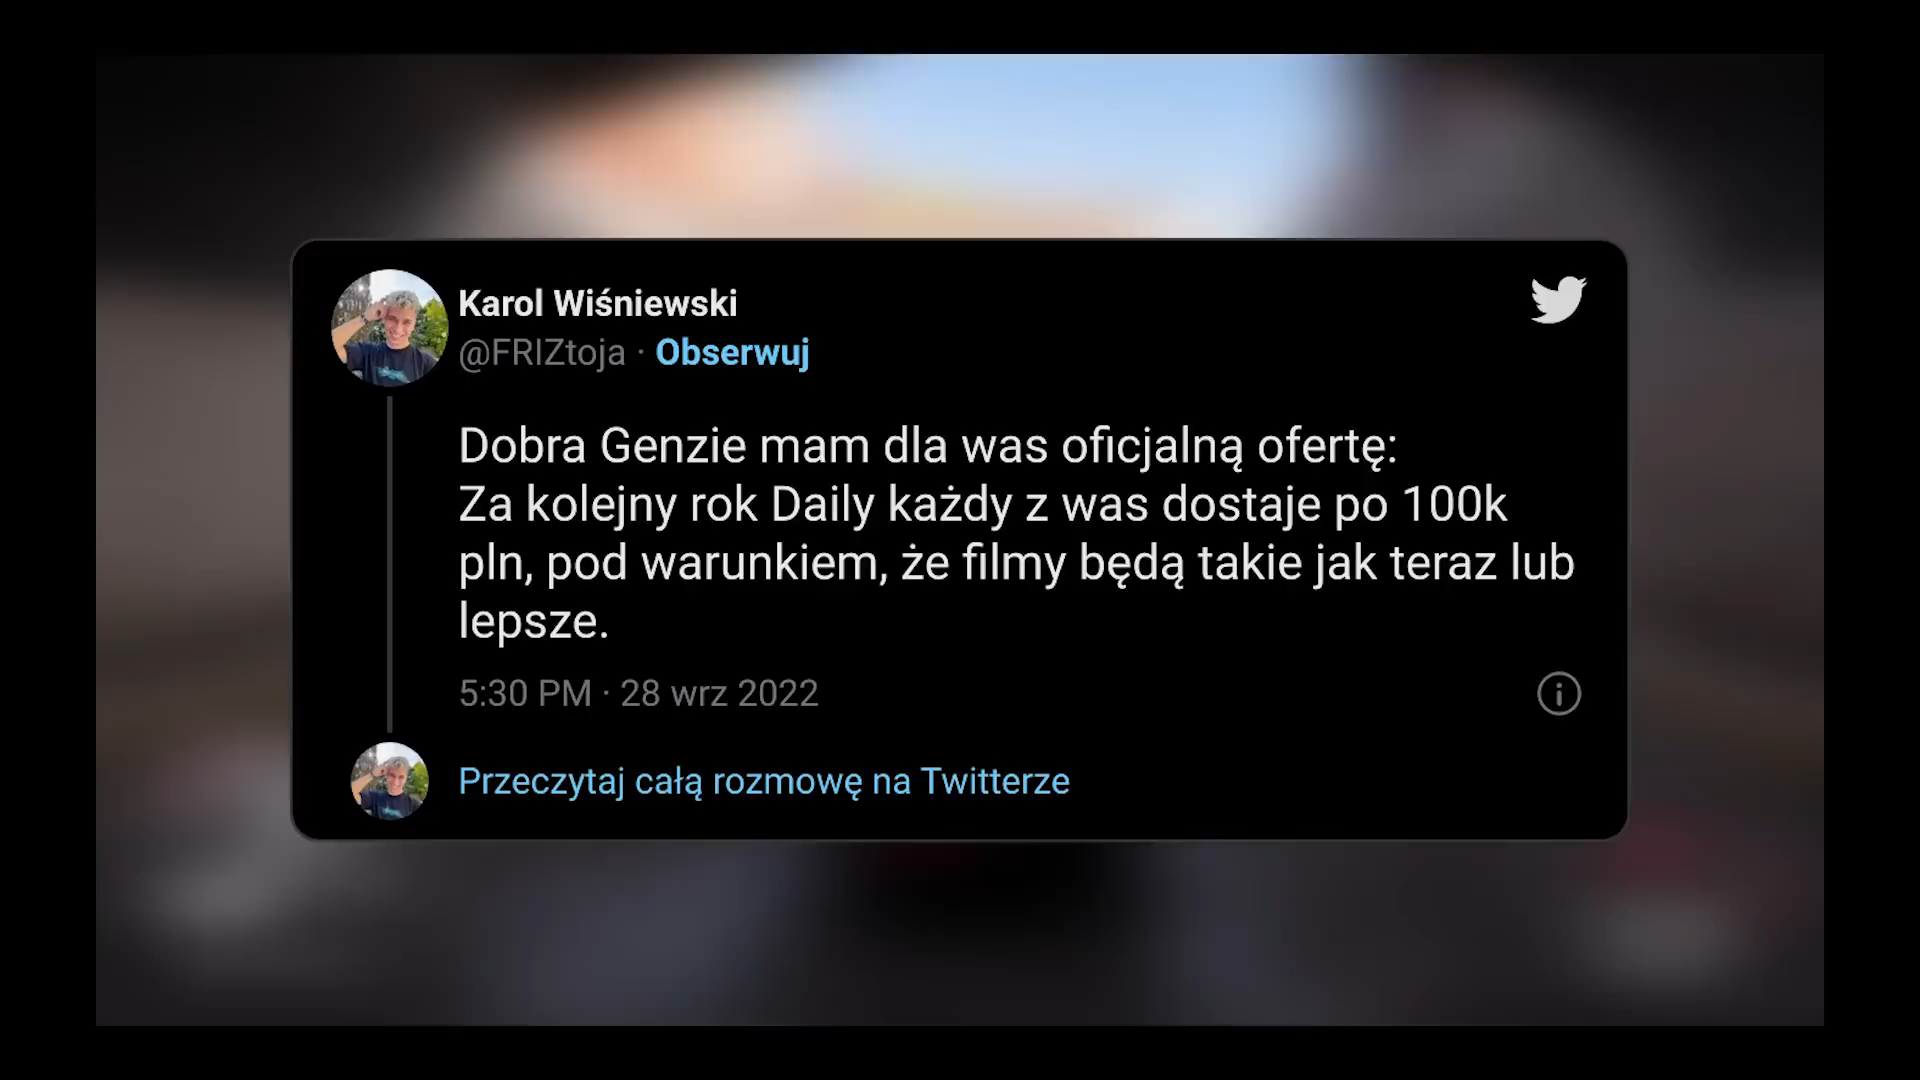 Karol Wiśniewski
@FRIZtoja · Obserwuj
Dobra Genzie mam dla was oficjalną ofertę:
Za kolejny rok Daily każdy z was dostaje po 100k
pln, pod warunkiem, że filmy będą takie jak teraz lub
lepsze.
5:30 PM · 28 wrz 2022
Przeczytaj całą rozmowę na Twitterze